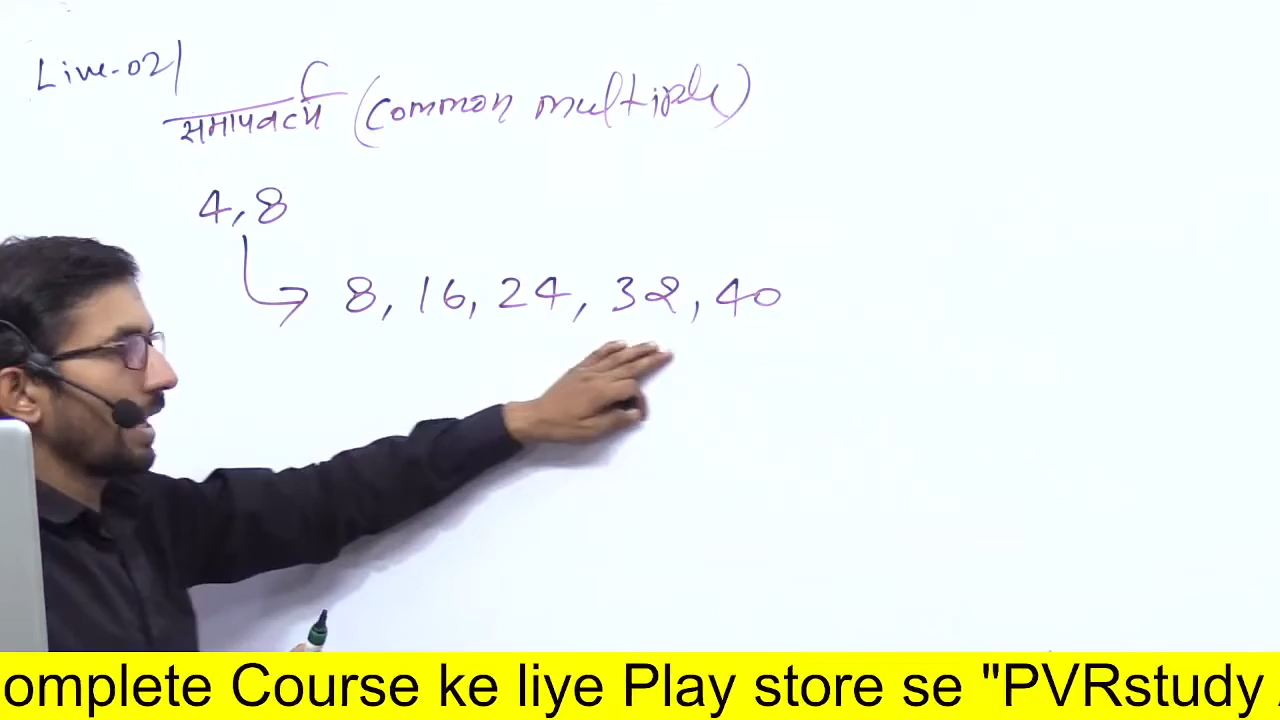 Live-02
समापवर्त्य (Common multiple)
4, 8
8, 16, 24, 32, 40
omplete Course ke liye Play store se "PVRstudy